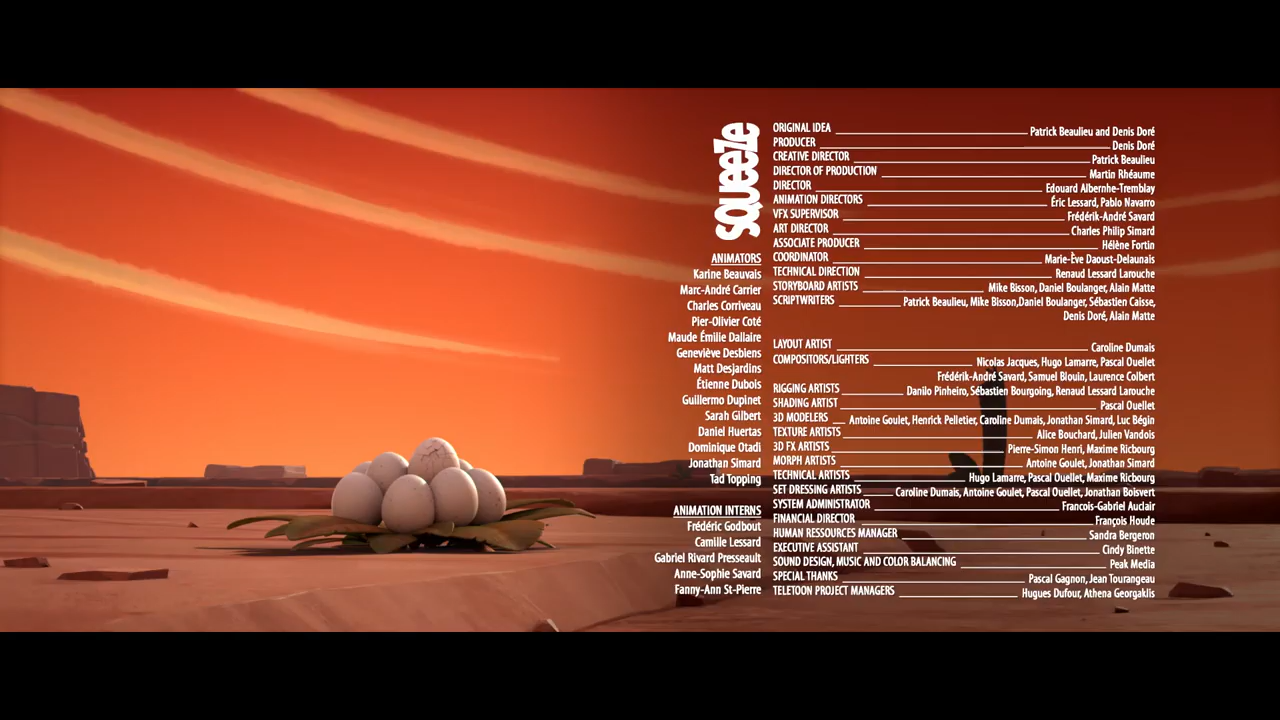 squeeze
ANIMATORS
Karine Beauvais
Marc-André Carrier
Charles Corriveau
Pier-Olivier Coté
Maude Émilie Dallaire
Geneviève Desbiens
Matt Desjardins
Étienne Dubois
Guillermo Dupinet
Sarah Gilbert
Daniel Huertas
Dominique Otadi
Jonathan Simard
Tad Topping
ANIMATION INTERNS
Frédéric Godbout
Camille Lessard
Gabriel Rivard Presseault
Anne-Sophie Savard
Fanny-Ann St-Pierre
ORIGINAL IDEA Patrick Beaulieu and Denis Doré
PRODUCER Denis Doré
CREATIVE DIRECTOR Patrick Beaulieu
DIRECTOR OF PRODUCTION Martin Rhéaume
DIRECTOR Edouard Albernhe-Tremblay
ANIMATION DIRECTORS Éric Lessard, Pablo Navarro
VFX SUPERVISOR Frédérik-André Savard
ART DIRECTOR Charles Philip Simard
ASSOCIATE PRODUCER Hélène Fortin
COORDINATOR Marie-Ève Daoust-Delaunais
TECHNICAL DIRECTION Renaud Lessard Larouche
STORYBOARD ARTISTS Mike Bisson, Daniel Boulanger, Alain Matte
SCRIPTWRITERS Patrick Beaulieu, Mike Bisson,Daniel Boulanger, Sébastien Caisse,
Denis Doré, Alain Matte
LAYOUT ARTIST Caroline Dumais
COMPOSITORS/LIGHTERS Nicolas Jacques, Hugo Lamarre, Pascal Ouellet
Frédérik-André Savard, Samuel Blouin, Laurence Colbert
RIGGING ARTISTS Danilo Pinheiro, Sébastien Bourgoing, Renaud Lessard Larouche
SHADING ARTIST Pascal Ouellet
3D MODELERS Antoine Goulet, Henrick Pelletier, Caroline Dumais, Jonathan Simard, Luc Bégin
TEXTURE ARTISTS Alice Bouchard, Julien Vandois
3D FX ARTISTS Pierre-Simon Henri, Maxime Ricbourg
MORPH ARTISTS Antoine Goulet, Jonathan Simard
TECHNICAL ARTISTS Hugo Lamarre, Pascal Ouellet, Maxime Ricbourg
SET DRESSING ARTISTS Caroline Dumais, Antoine Goulet, Pascal Ouellet, Jonathan Boisvert
SYSTEM ADMINISTRATOR Francois-Gabriel Auclair
FINANCIAL DIRECTOR François Houde
HUMAN RESSOURCES MANAGER Sandra Bergeron
EXECUTIVE ASSISTANT Cindy Binette
SOUND DESIGN, MUSIC AND COLOR BALANCING Peak Media
SPECIAL THANKS Pascal Gagnon, Jean Tourangeau
TELETOON PROJECT MANAGERS Hugues Dufour, Athena Georgaklis